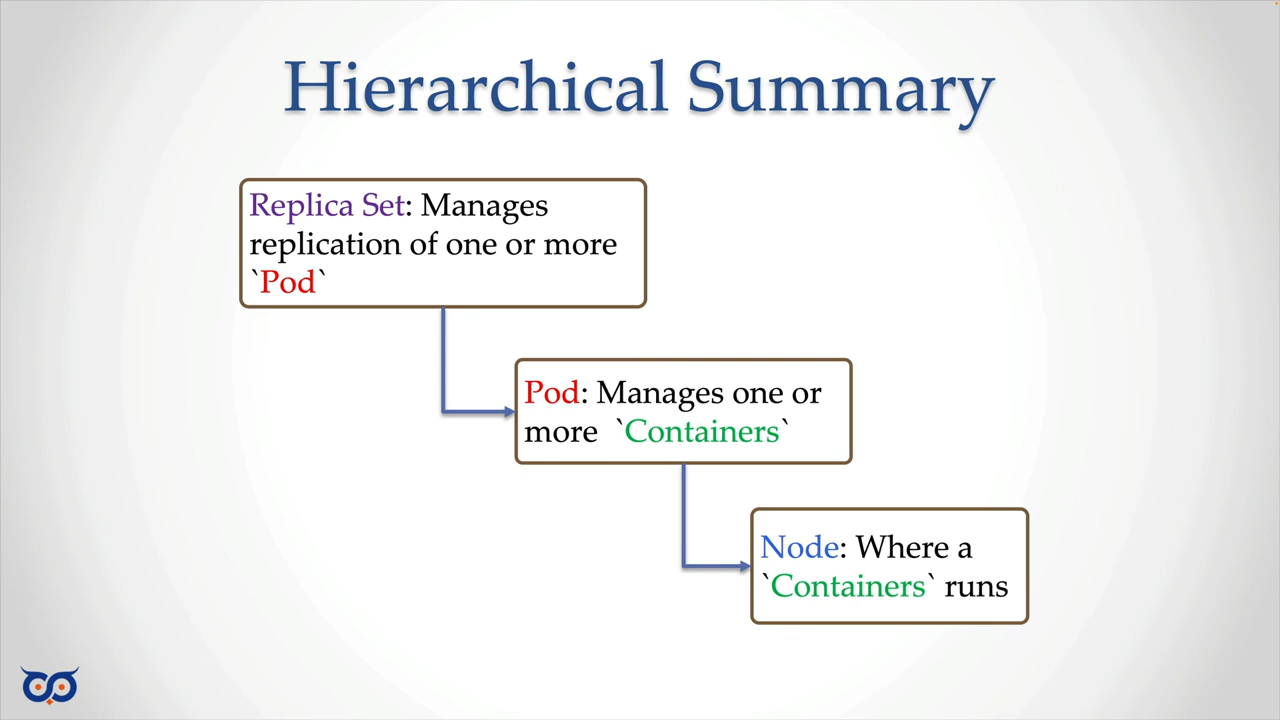 Hierarchical Summary
Replica Set: Manages
replication of one or more
`Pod`
Pod: Manages one or
more `Containers`
Node: Where a
`Containers` runs